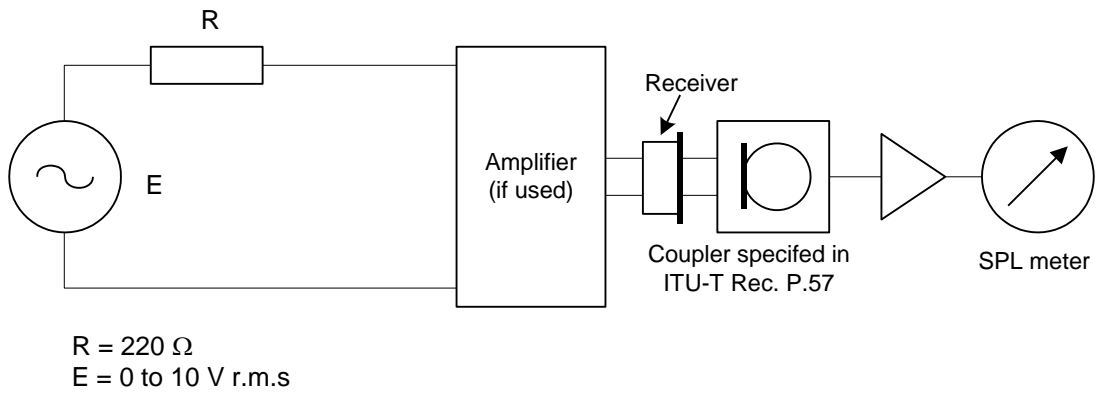 R
Receiver
E
Amplifier
(if used)
Coupler specifed in
ITU-T Rec. P.57
SPL meter
R = 220 Ω
E = 0 to 10 V r.m.s